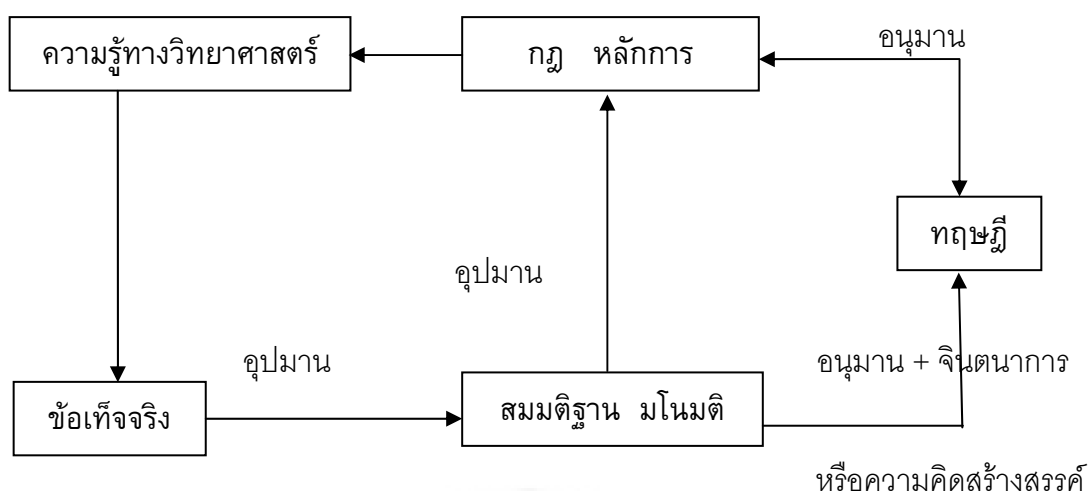 อนุมาน
ความรู้ทางวิทยาศาสตร์
กฎ หลักการ
ทฤษฎี
อุปมาน
อุปมาน
อนุมาน + จินตนาการ
ข้อเท็จจริง
สมมติฐาน มโนมติ
หรือความคิดสร้างสรรค์